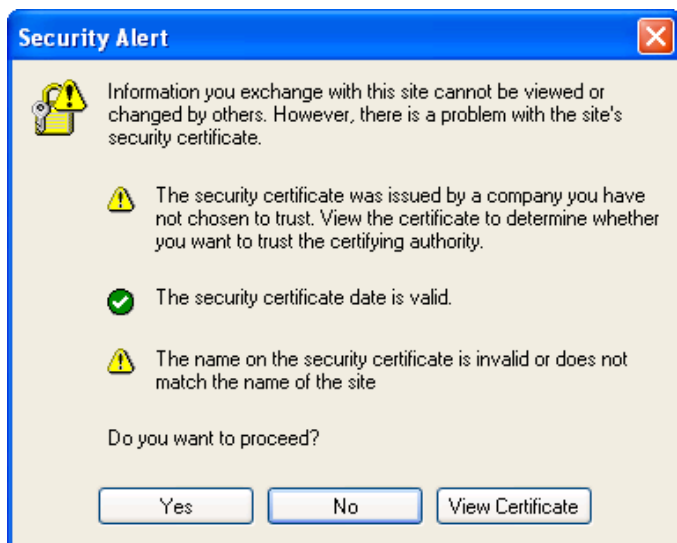 Security Alert
Information you exchange with this site cannot be viewed or
changed by others. However, there is a problem with the site's
security certificate.
The security certificate was issued by a company you have
not chosen to trust. View the certificate to determine whether
you want to trust the certifying authority.
The security certificate date is valid.
The name on the security certificate is invalid or does not
match the name of the site
Do you want to proceed?
Yes No View Certificate